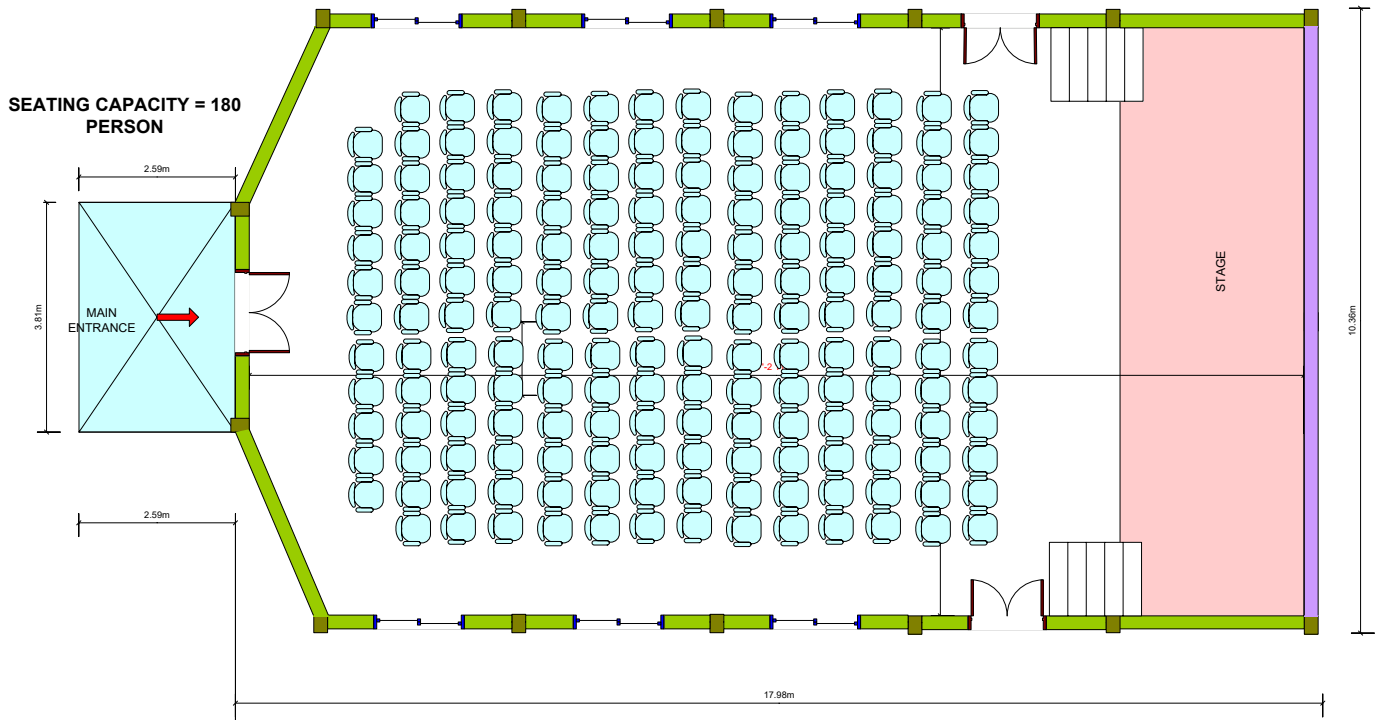 SEATING CAPACITY = 180
PERSON
2.59m
3.81m
MAIN
ENTRANCE
STAGE
10.36m
2.59m
17.98m